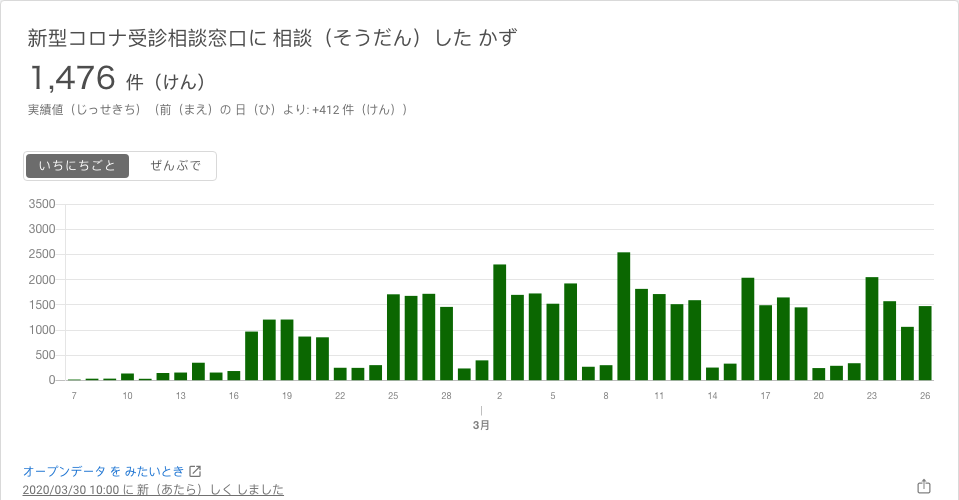 新型コロナ受診相談窓口に 相談（そうだん）した かず
1,476 件（けん）
実績値（じっせきち）（前（まえ）の 日（ひ）より: +412 件（けん））
いちにちごと ぜんぶで
3500
3000
2500
2000
1500
1000
500
0
7 10 13 16 19 22 25 28 2 5 8 11 14 17 20 23 26
3月
オープンデータ を みたいとき
2020/03/30 10:00 に 新（あたら）しく しました